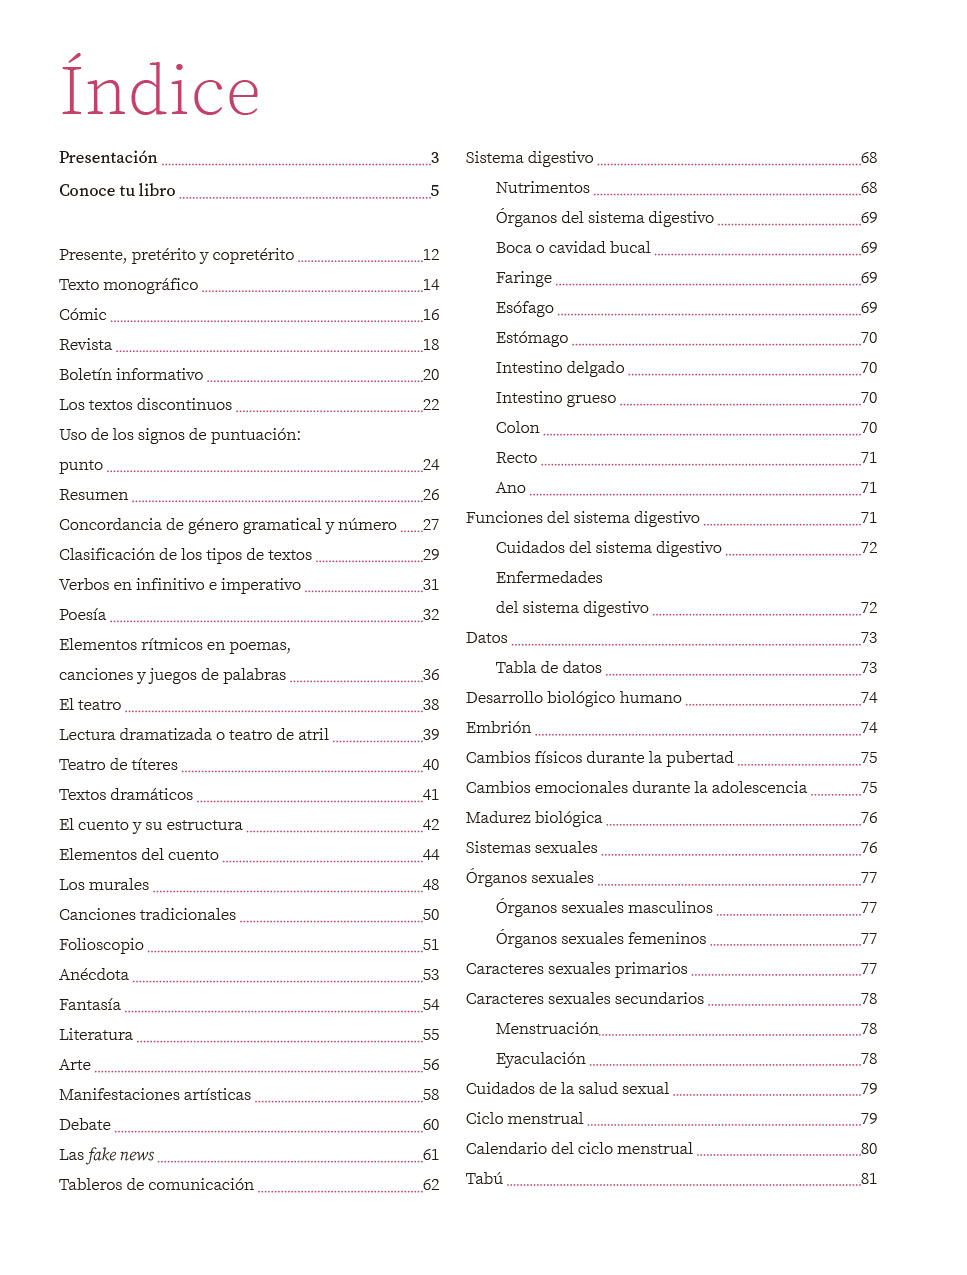 Índice
Presentación 3
Conoce tu libro 5
Presente, pretérito y copretérito 12
Texto monográfico 14
Cómic 16
Revista 18
Boletín informativo 20
Los textos discontinuos 22
Uso de los signos de puntuación:
punto 24
Resumen 26
Concordancia de género gramatical y número 27
Clasificación de los tipos de textos 29
Verbos en infinitivo e imperativo 31
Poesía 32
Elementos rítmicos en poemas,
canciones y juegos de palabras 36
El teatro 38
Lectura dramatizada o teatro de atril 39
Teatro de títeres 40
Textos dramáticos 41
El cuento y su estructura 42
Elementos del cuento 44
Los murales 48
Canciones tradicionales 50
Folioscopio 51
Anécdota 53
Fantasía 54
Literatura 55
Arte 56
Manifestaciones artísticas 58
Debate 60
Las fake news 61
Tableros de comunicación 62
Sistema digestivo 68
Nutrimentos 68
Órganos del sistema digestivo 69
Boca o cavidad bucal 69
Faringe 69
Esófago 69
Estómago 70
Intestino delgado 70
Intestino grueso 70
Colon 70
Recto 71
Ano 71
Funciones del sistema digestivo 71
Cuidados del sistema digestivo 72
Enfermedades
del sistema digestivo 72
Datos 73
Tabla de datos 73
Desarrollo biológico humano 74
Embrión 74
Cambios físicos durante la pubertad 75
Cambios emocionales durante la adolescencia 75
Madurez biológica 76
Sistemas sexuales 76
Órganos sexuales 77
Órganos sexuales masculinos 77
Órganos sexuales femeninos 77
Caracteres sexuales primarios 77
Caracteres sexuales secundarios 78
Menstruación 78
Eyaculación 78
Cuidados de la salud sexual 79
Ciclo menstrual 79
Calendario del ciclo menstrual 80
Tabú 81